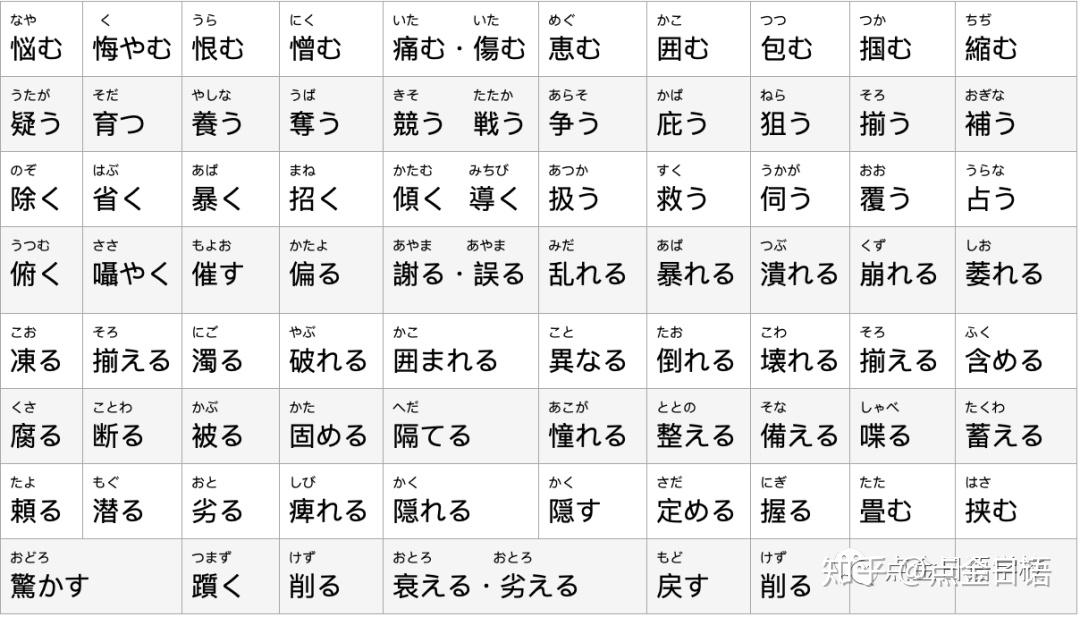 なや く うら にく いた いた めぐ かこ つつ つか ちぢ
悩む 悔やむ 恨む 憎む 痛む・傷む 恵む 囲む 包む 掴む 縮む
うたが そだ やしな うば きそ たたか あらそ かば ねら そろ おぎな
疑う 育つ 養う 奪う 競う 戦う 争う 庇う 狙う 揃う 補う
のぞ はぶ あば まね かたむ みちび あつか すく うかが おお うらな
除く 省く 暴く 招く 傾く 導く 扱う 救う 伺う 覆う 占う
うつむ ささ もよお かたよ あやま あやま みだ あば つぶ くず しお
俯く 囁やく 催す 偏る 謝る・誤る 乱れる 暴れる 潰れる 崩れる 萎れる
こお そろ にご やぶ かこ こと たお こわ そろ ふく
凍る 揃える 濁る 破れる 囲まれる 異なる 倒れる 壊れる 揃える 含める
くさ ことわ かぶ かた へだ あこが ととの そな しゃべ たくわ
腐る 断る 被る 固める 隔てる 憧れる 整える 備える 喋る 蓄える
たよ もぐ おと しび かく かく さだ にぎ たた はさ
頼る 潜る 劣る 痺れる 隠れる 隠す 定める 握る 畳む 挟む
おどろ つまず けず おとろ おとろ もど けず
驚かす 躓く 削る 衰える・劣える 戻す 削る
知乎 @点金日语